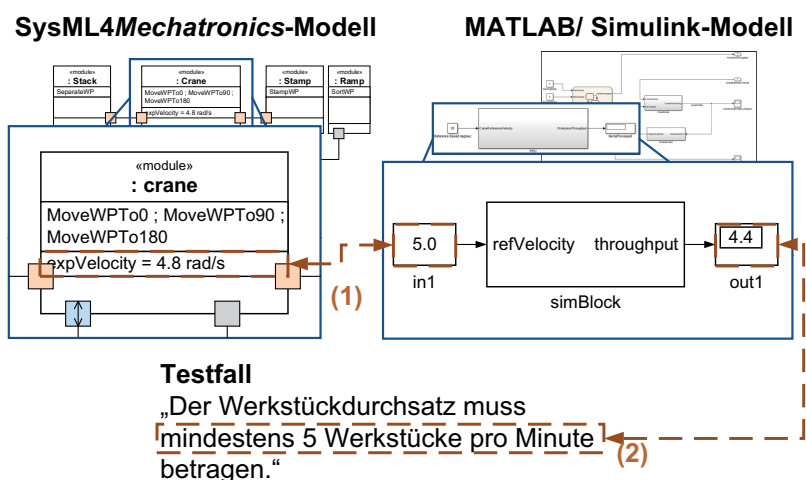 SysML4Mechatronics-Modell
MATLAB/ Simulink-Modell
«module»
: Stack
SeparateWP
«module»
: Crane
MoveWPTo0 ; MoveWPTo90 ;
MoveWPTo180
expVelocity = 4.8 rad/s
«module»
: Stamp
StampWP
«module»
: Ramp
SortWP
«module»
: crane
MoveWPTo0 ; MoveWPTo90 ;
MoveWPTo180
expVelocity = 4.8 rad/s
(1)
5.0
in1
refVelocity throughput
simBlock
4.4
out1
Testfall
„Der Werkstückdurchsatz muss
mindestens 5 Werkstücke pro Minute
(2)
betragen.“